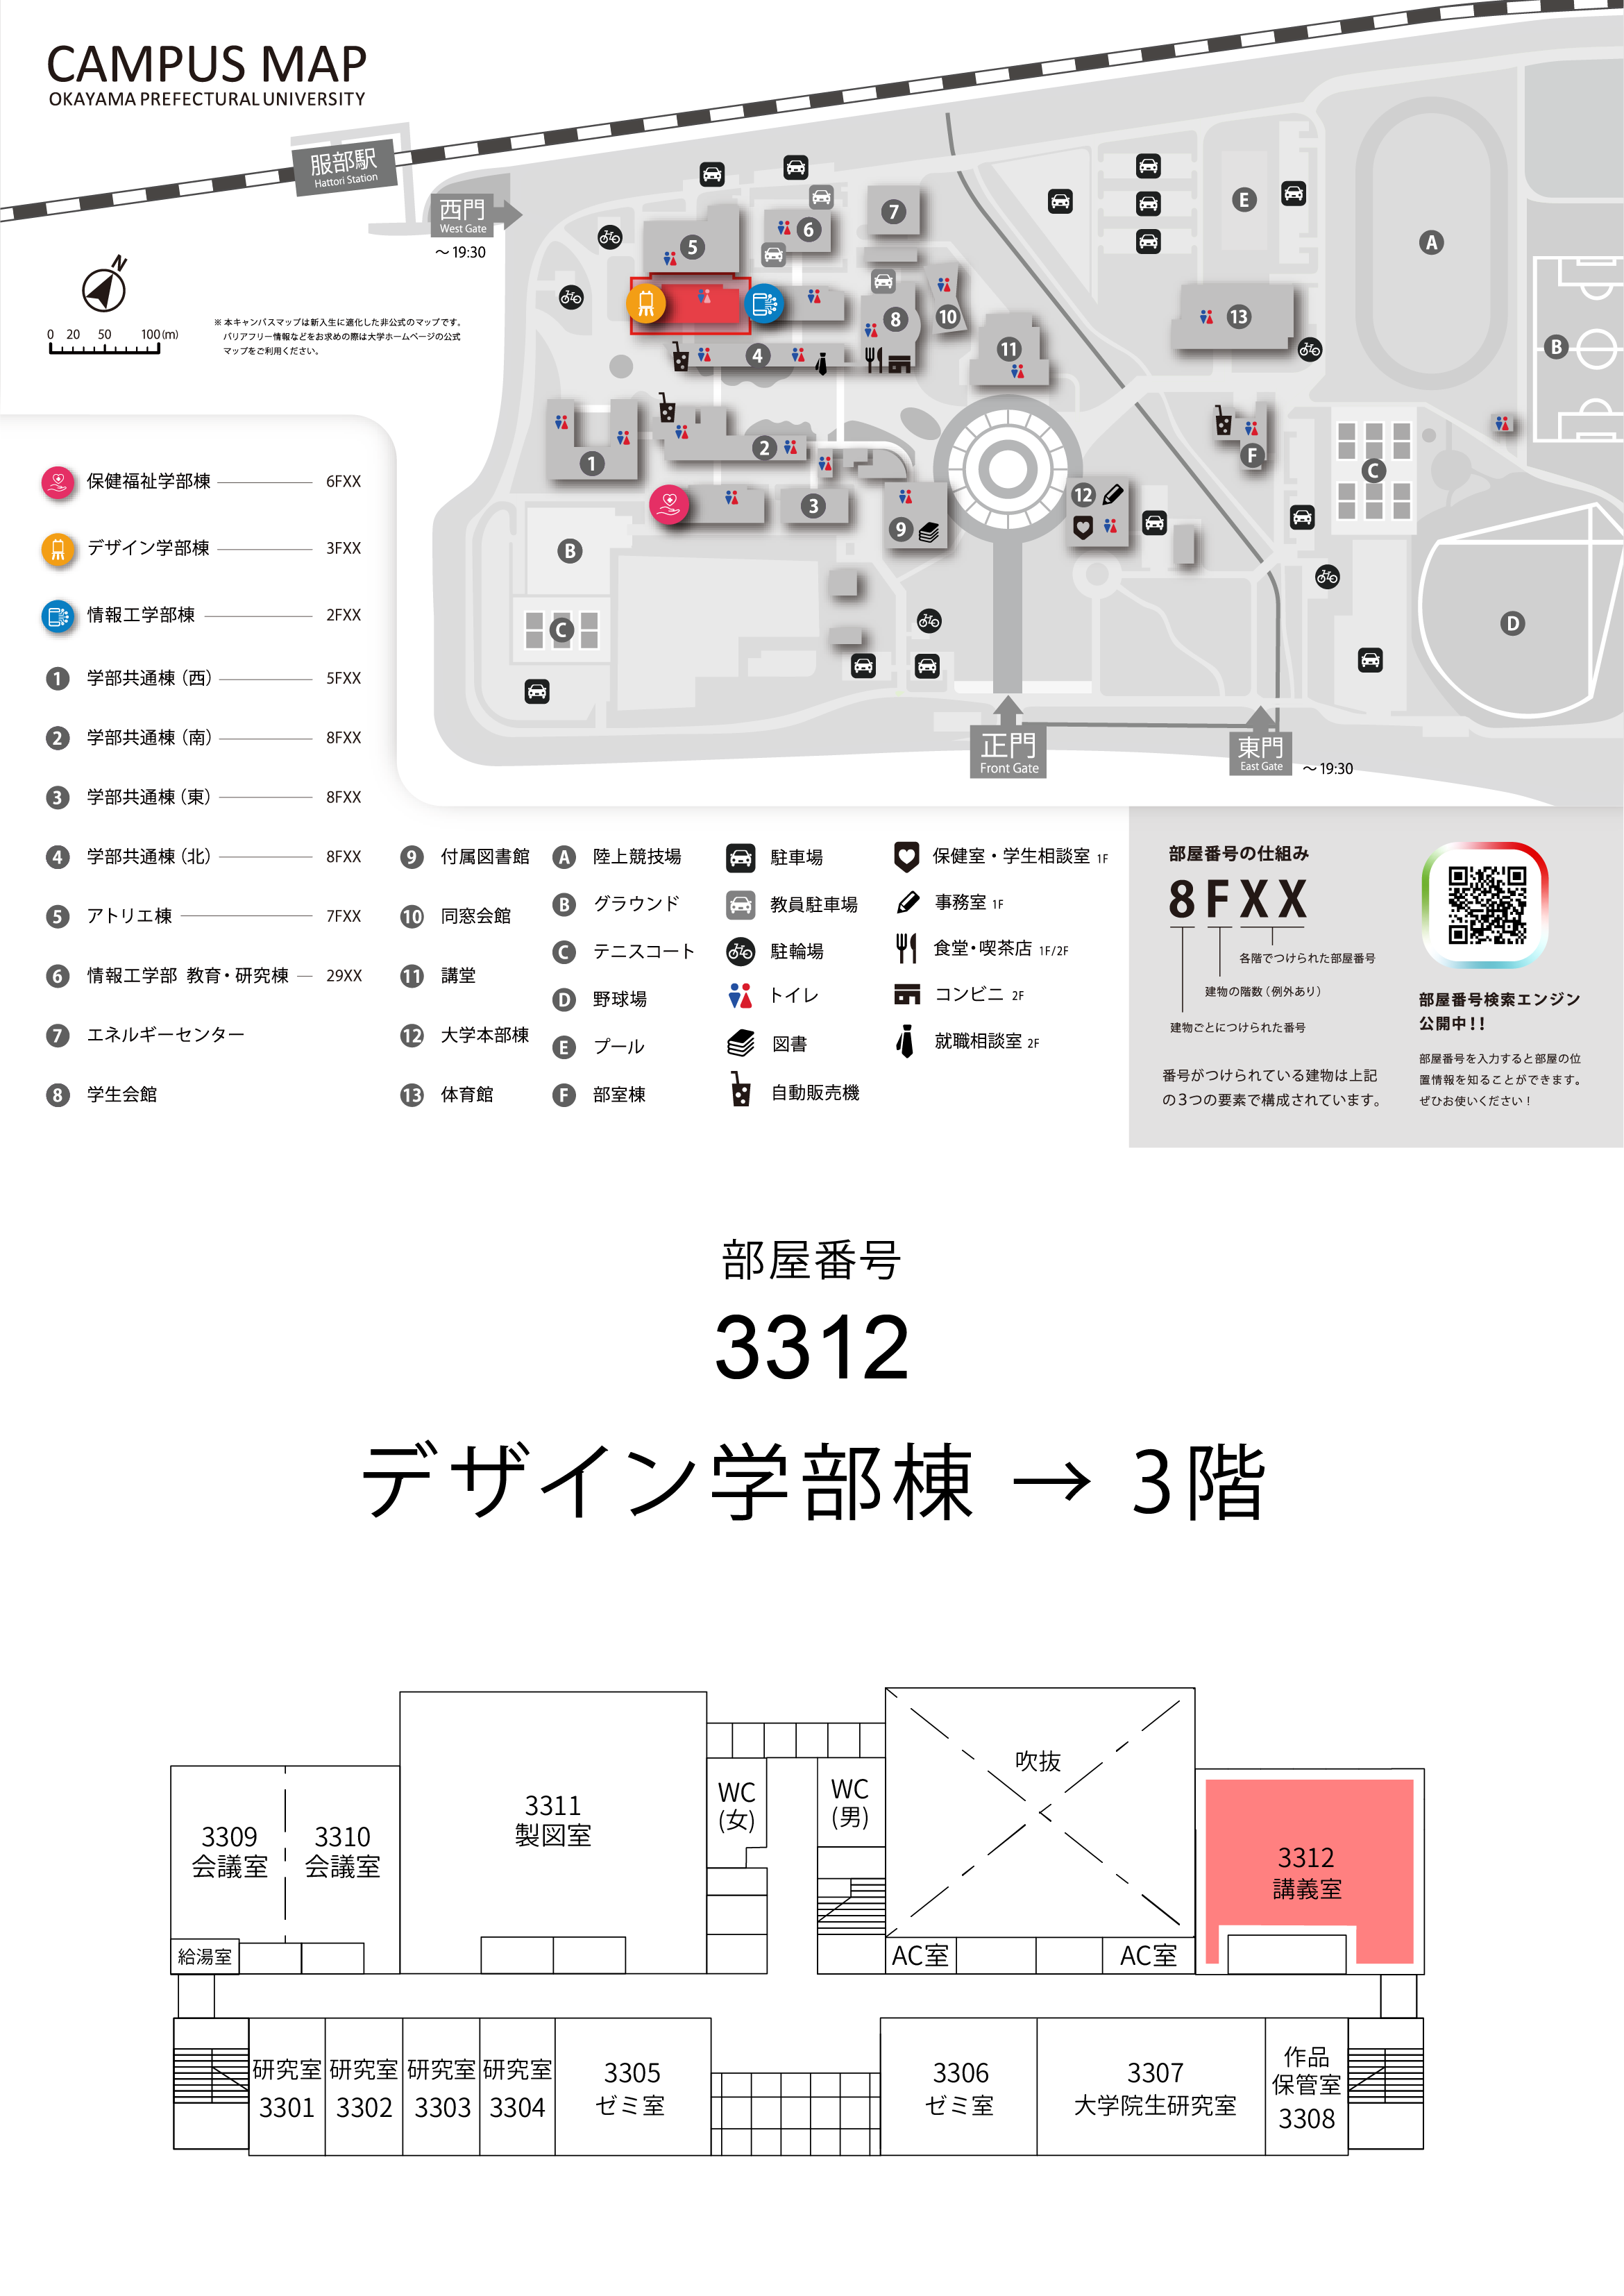 CAMPUS MAP
OKAYAMA PREFECTURAL UNIVERSITY
服部駅
Hattori Station
西門
West Gate
～19:30
N
0 20 50 100(m)
※ 本キャンパスマップは新入生に適化した非公式のマップです。
バリアフリー情報などをお求めの際は大学ホームページの公式
マップをご利用ください。
7
6
5
8
10
4
11
13
E
A
B
1
2
3
9
12
F
C
B
C
D
正門
Front Gate
東門
East Gate
～19:30
保健福祉学部棟 6FXX
デザイン学部棟 3FXX
情報工学部棟 2FXX
1 学部共通棟（西） 5FXX
2 学部共通棟（南） 8FXX
3 学部共通棟（東） 8FXX
4 学部共通棟（北） 8FXX
5 アトリエ棟 7FXX
6 情報工学部 教育・研究棟 29XX
7 エネルギーセンター
8 学生会館
9 付属図書館
10 同窓会館
11 講堂
12 大学本部棟
13 体育館
A 陸上競技場
B グラウンド
C テニスコート
D 野球場
E プール
F 部室棟
駐車場
教員駐車場
駐輪場
トイレ
図書
自動販売機
保健室・学生相談室 1F
事務室 1F
食堂・喫茶店 1F/2F
コンビニ 2F
就職相談室 2F
部屋番号の仕組み
8 F X X
各階でつけられた部屋番号
建物の階数（例外あり）
建物ごとにつけられた番号
番号がつけられている建物は上記
の3つの要素で構成されています。
部屋番号検索エンジン
公開中！！
部屋番号を入力すると部屋の位
置情報を知ることができます。
ぜひお使いください！
部屋番号
3312
デザイン学部棟 → 3階
3309
会議室
3310
会議室
給湯室
3311
製図室
WC
(女)
WC
(男)
吹抜
AC室
AC室
3312
講義室
研究室
3301
研究室
3302
研究室
3303
研究室
3304
3305
ゼミ室
3306
ゼミ室
3307
大学院生研究室
作品
保管室
3308